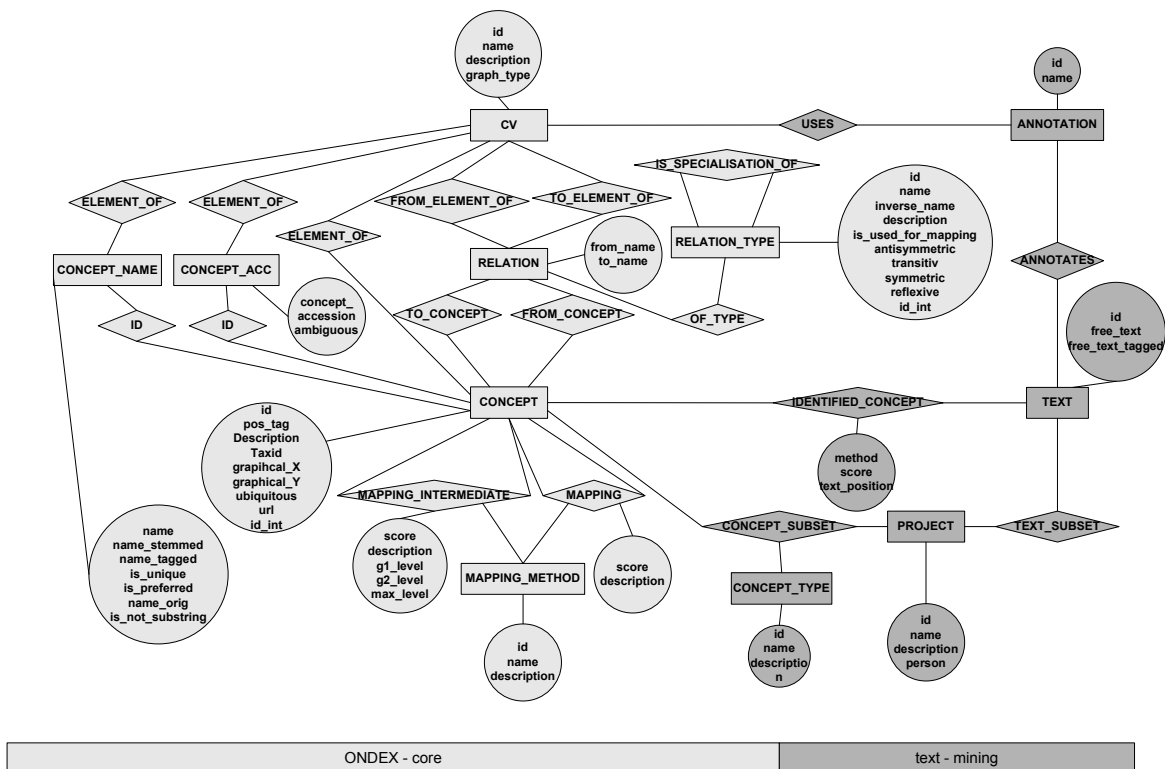 id
name
description
graph_type
id
name
CV
USES
ANNOTATION
IS_SPECIALISATION_OF
ELEMENT_OF
ELEMENT_OF
FROM_ELEMENT_OF
TO_ELEMENT_OF
id
name
inverse_name
description
is_used_for_mapping
antisymmetric
transitiv
symmetric
reflexive
id_int
ELEMENT_OF
RELATION_TYPE
from_name
to_name
CONCEPT_NAME
CONCEPT_ACC
RELATION
ANNOTATES
concept_
accession
ambiguous
ID
ID
TO_CONCEPT
FROM_CONCEPT
OF_TYPE
id
free_text
free_text_tagged
CONCEPT
IDENTIFIED_CONCEPT
TEXT
id
pos_tag
Description
Taxid
grapihcal_X
graphical_Y
ubiquitous
url
id_int
method
score
text_position
MAPPING_INTERMEDIATE
MAPPING
CONCEPT_SUBSET
PROJECT
TEXT_SUBSET
name
name_stemmed
name_tagged
is_unique
is_preferred
name_orig
is_not_substring
score
description
g1_level
g2_level
max_level
MAPPING_METHOD
score
description
CONCEPT_TYPE
id
name
description
id
name
descriptio
n
id
name
description
person
ONDEX - core
text - mining